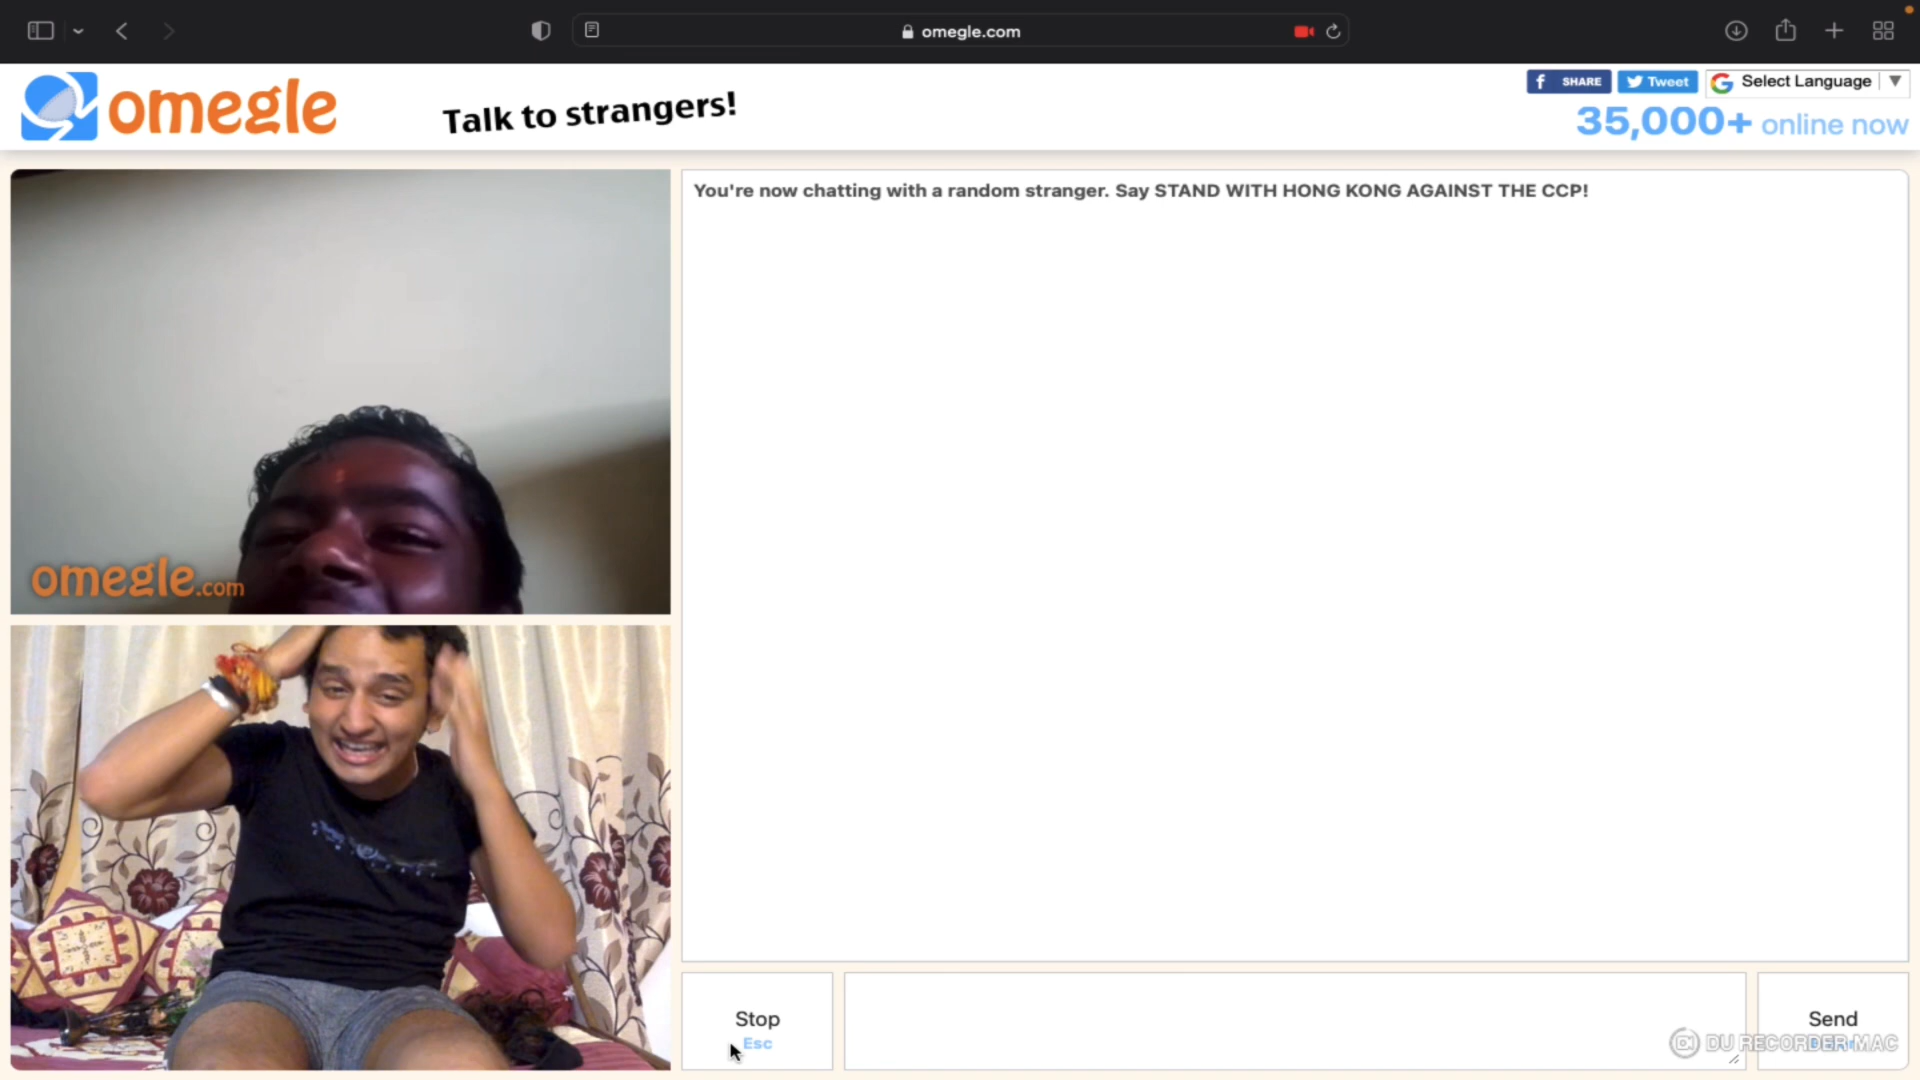 omegle.com
omegle
Talk to strangers!
SHARE
Tweet
Select Language
35,000+ online now
You're now chatting with a random stranger. Say STAND WITH HONG KONG AGAINST THE CCP!
omegle.com
Stop
Esc
Send
DU RECORDER MAC